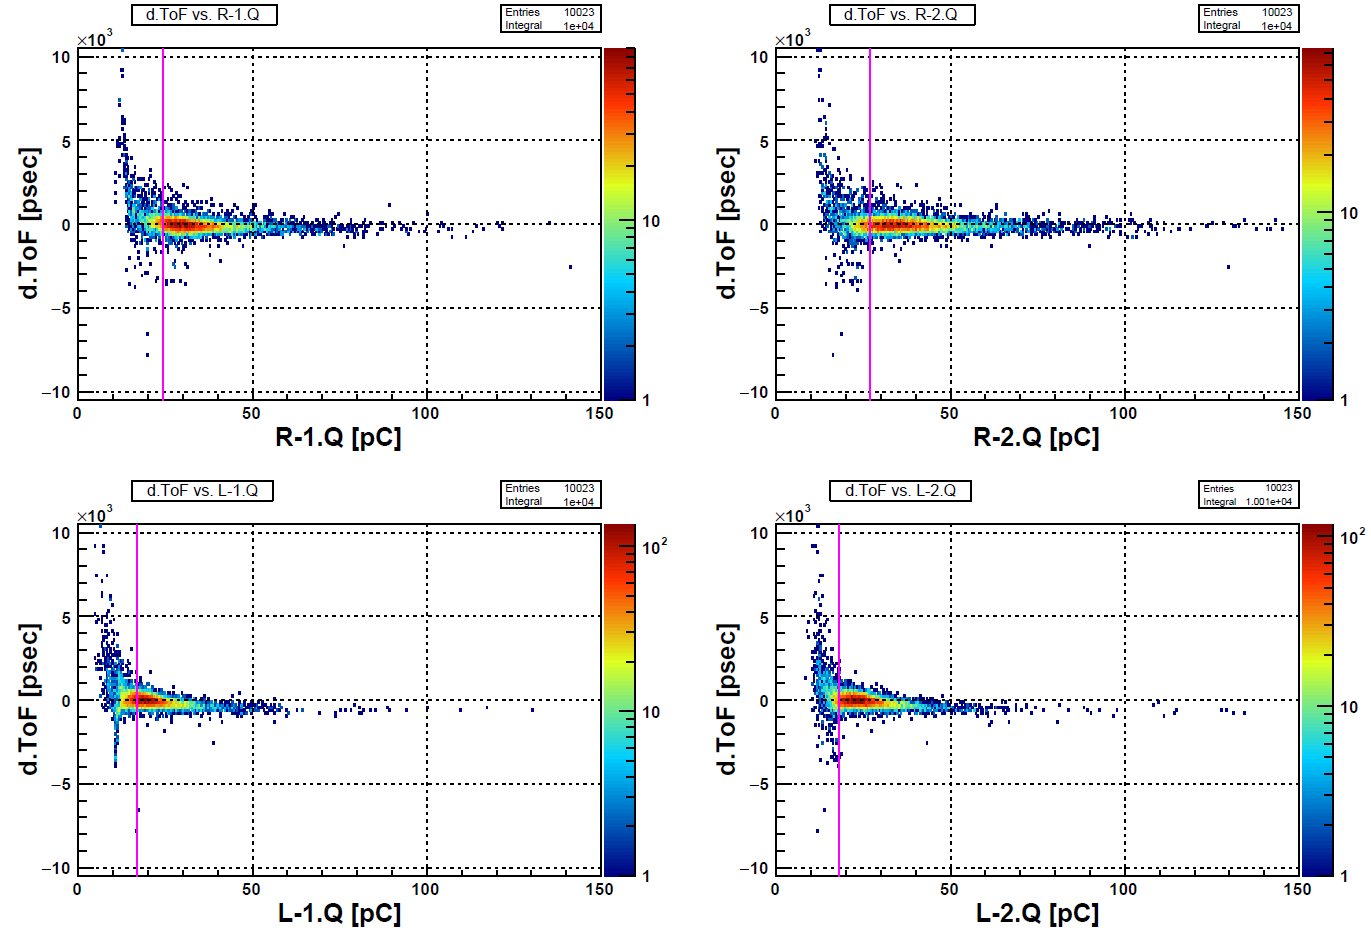 d.ToF vs. R-1.Q
Entries 10023
Integral 1e+04
×10³
10
5
0
−5
−10
d.ToF [psec]
0 50 100 150
R-1.Q [pC]
10
1
d.ToF vs. R-2.Q
Entries 10023
Integral 1e+04
×10³
10
5
0
−5
−10
d.ToF [psec]
0 50 100 150
R-2.Q [pC]
10
1
d.ToF vs. L-1.Q
Entries 10023
Integral 1e+04
×10³
10
5
0
−5
−10
d.ToF [psec]
0 50 100 150
L-1.Q [pC]
10²
10
1
d.ToF vs. L-2.Q
Entries 10023
Integral 1.001e+04
×10³
10
5
0
−5
−10
d.ToF [psec]
0 50 100 150
L-2.Q [pC]
10²
10
1